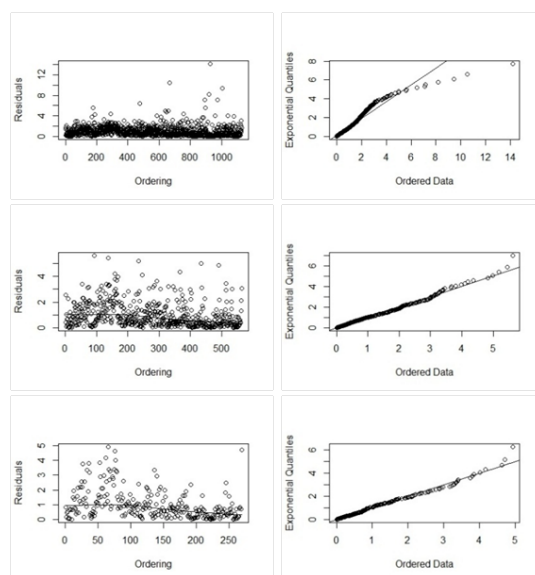 Residuals
0 4 8 12
0 200 400 600 800 1000
Ordering
Exponential Quantiles
0 2 4 6 8
0 2 4 6 8 10 12 14
Ordered Data
Residuals
0 2 4
0 100 200 300 400 500
Ordering
Exponential Quantiles
0 2 4 6
0 1 2 3 4 5
Ordered Data
Residuals
0 1 2 3 4 5
0 50 100 150 200 250
Ordering
Exponential Quantiles
0 2 4 6
0 1 2 3 4 5
Ordered Data